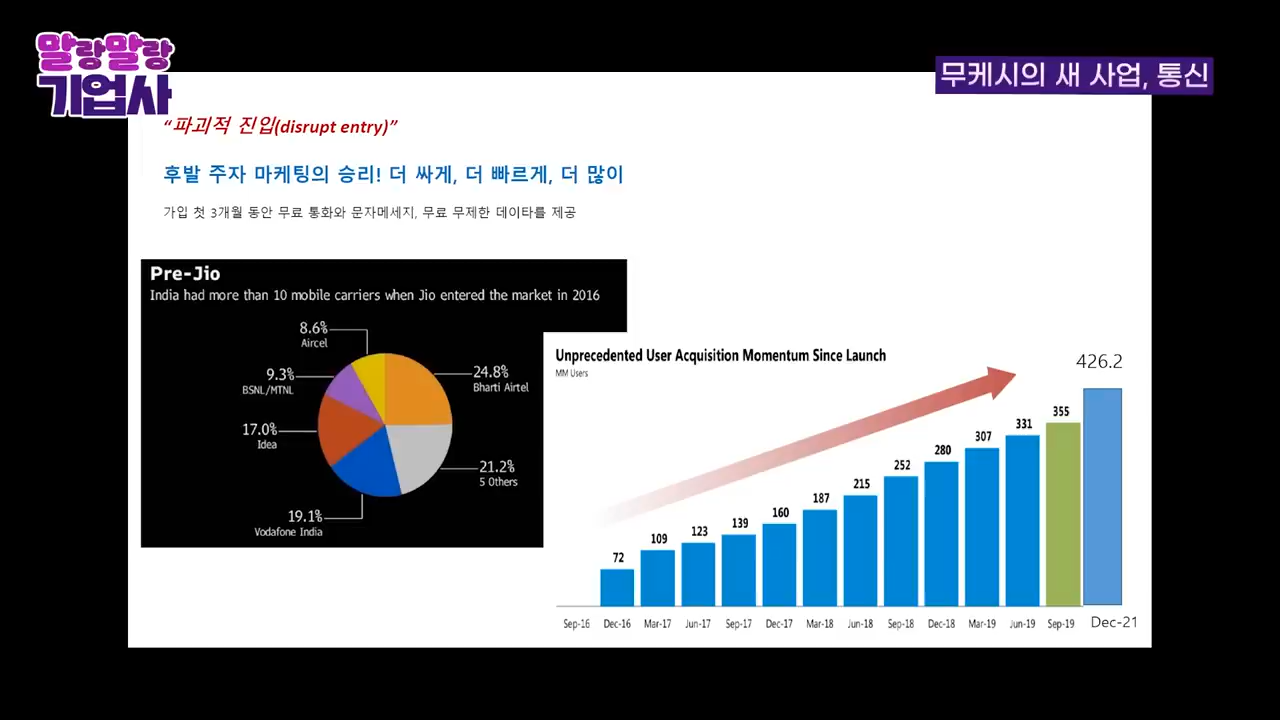 말랑말랑
기업사
무케시의 새 사업, 통신
“파괴적 진입(disrupt entry)”
후발 주자 마케팅의 승리! 더 싸게, 더 빠르게, 더 많이
가입 첫 3개월 동안 무료 통화와 문자메세지, 무료 무제한 데이타를 제공
Pre-Jio
India had more than 10 mobile carriers when Jio entered the market in 2016
8.6%
Aircel
24.8%
Bharti Airtel
9.3%
BSNL/MTNL
17.0%
Idea
21.2%
5 Others
19.1%
Vodafone India
Unprecedented User Acquisition Momentum Since Launch
MM Users
72
109
123
139
160
187
215
252
280
307
331
355
426.2
Sep-16 Dec-16 Mar-17 Jun-17 Sep-17 Dec-17 Mar-18 Jun-18 Sep-18 Dec-18 Mar-19 Jun-19 Sep-19 Dec-21